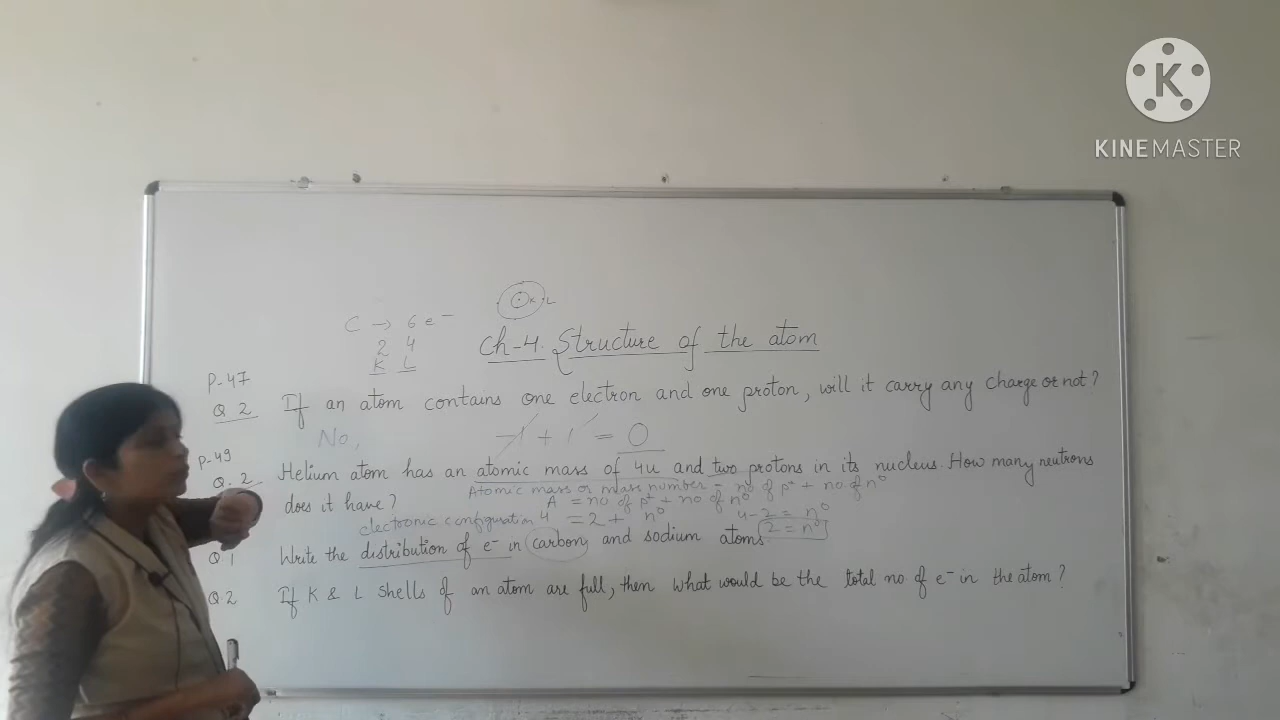 K
KINEMASTER
K L
C → 6 e⁻
2 4
K L
Ch-4. Structure of the atom
P-47
Q 2 If an atom contains one electron and one proton, will it carry any charge or not?
No, -1 + 1 = 0
P-49
Q. 2 Helium atom has an atomic mass of 4u and two protons in its nucleus. How many neutrons
Atomic mass or mass number = no of p⁺ + no of n⁰
does it have? A = no of p⁺ + no of n⁰
electronic configuration 4 = 2 + n⁰ 4-2 = n⁰
2 = n⁰
Q. 1 Write the distribution of e⁻ in carbon and sodium atoms.
Q.2 If K & L shells of an atom are full, then what would be the total no of e⁻ in the atom?